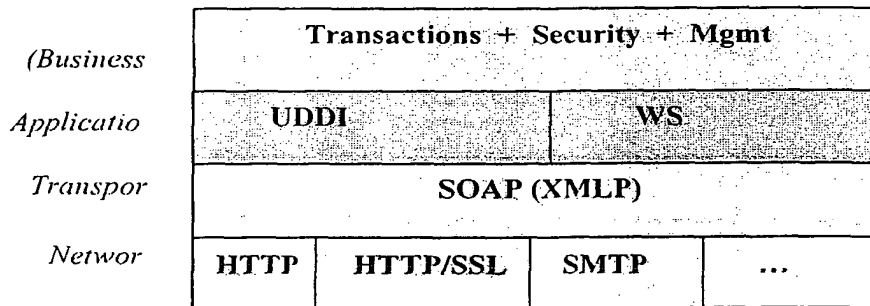 Transactions + Security + Mgmt
(Business
Applicatio
UDDI WS
Transpor
SOAP (XMLP)
Networ
HTTP HTTP/SSL SMTP ...